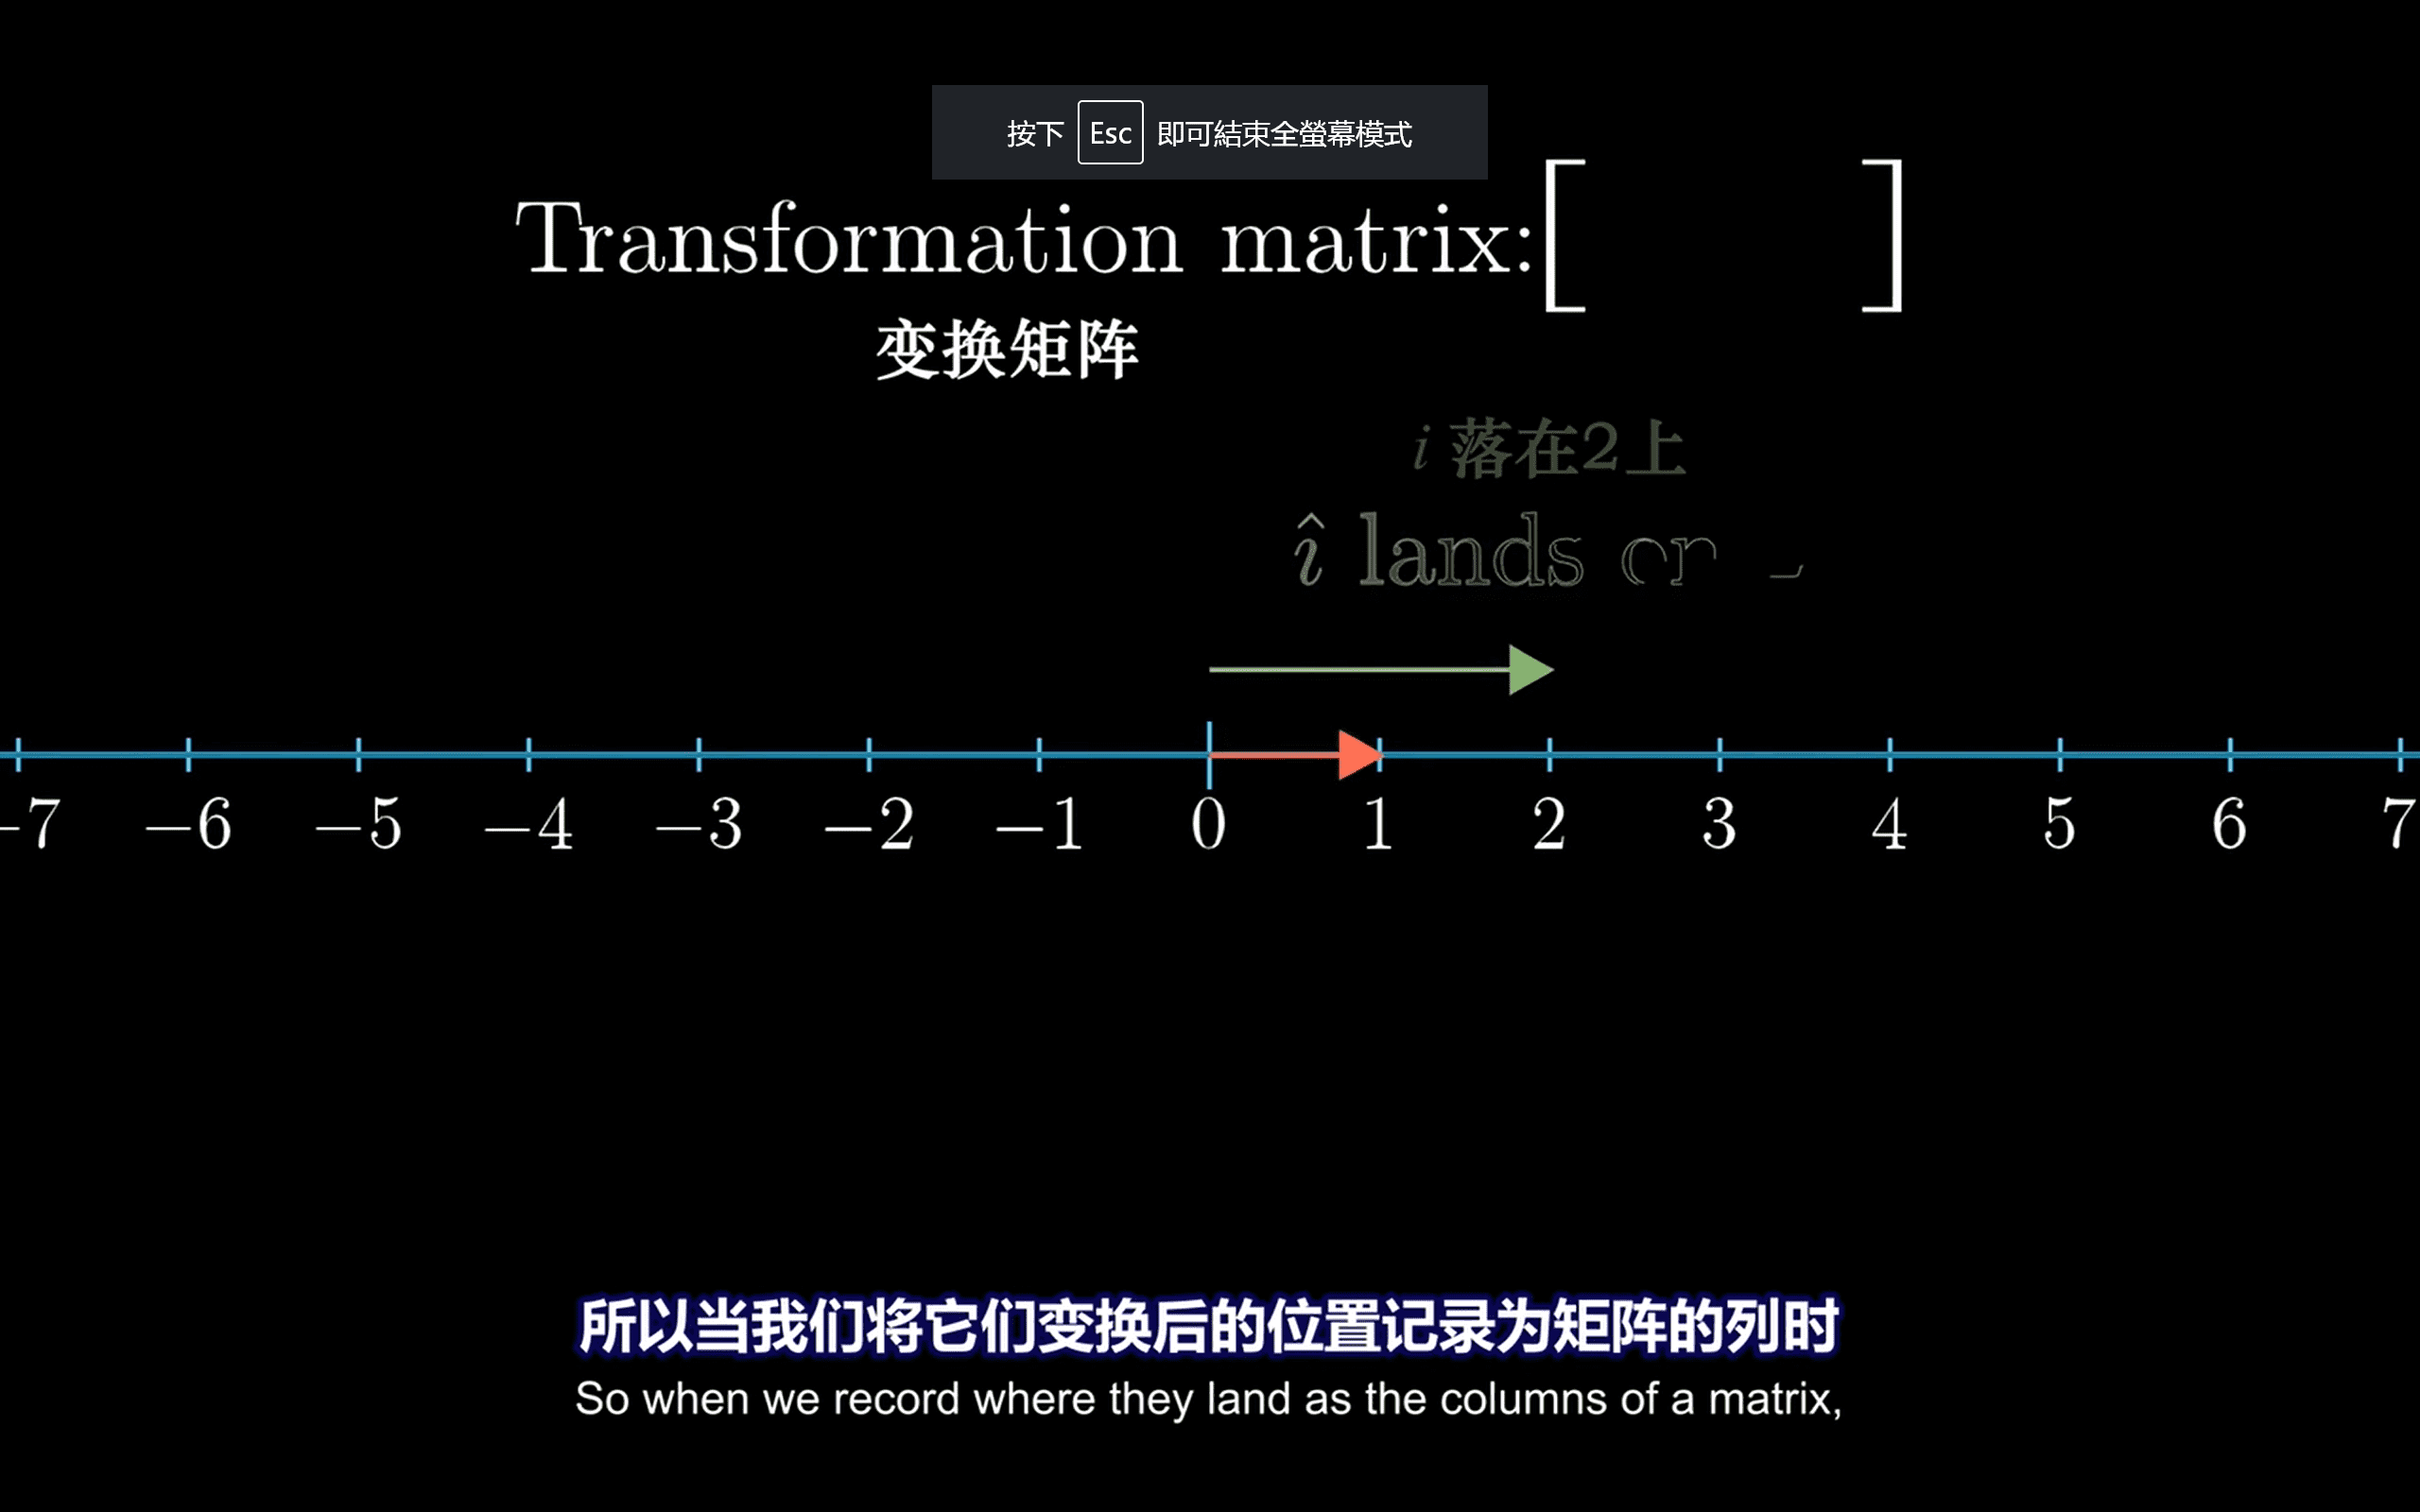 按下 Esc 即可結束全螢幕模式
Transformation matrix:[ ]
变换矩阵
i 落在2上
î lands on
−7 −6 −5 −4 −3 −2 −1 0 1 2 3 4 5 6 7
所以当我们将它们变换后的位置记录为矩阵的列时
So when we record where they land as the columns of a matrix,